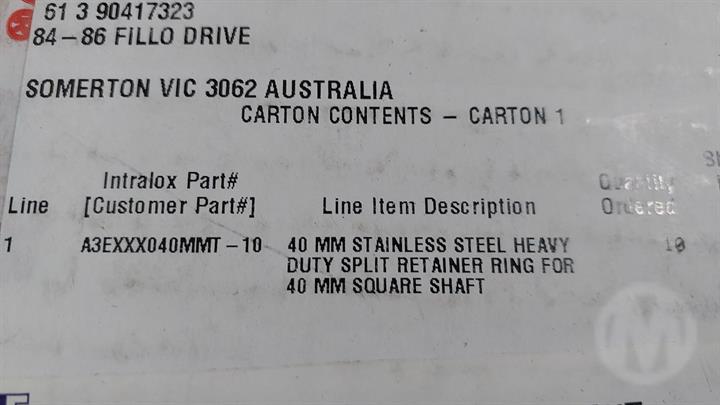 61 3 90417323
84-86 FILLO DRIVE
SOMERTON VIC 3062 AUSTRALIA
CARTON CONTENTS - CARTON 1
Intralox Part# Quantity
Line [Customer Part#] Line Item Description Ordered
1 A3EXXX040MMT-10 40 MM STAINLESS STEEL HEAVY 10
DUTY SPLIT RETAINER RING FOR
40 MM SQUARE SHAFT
M